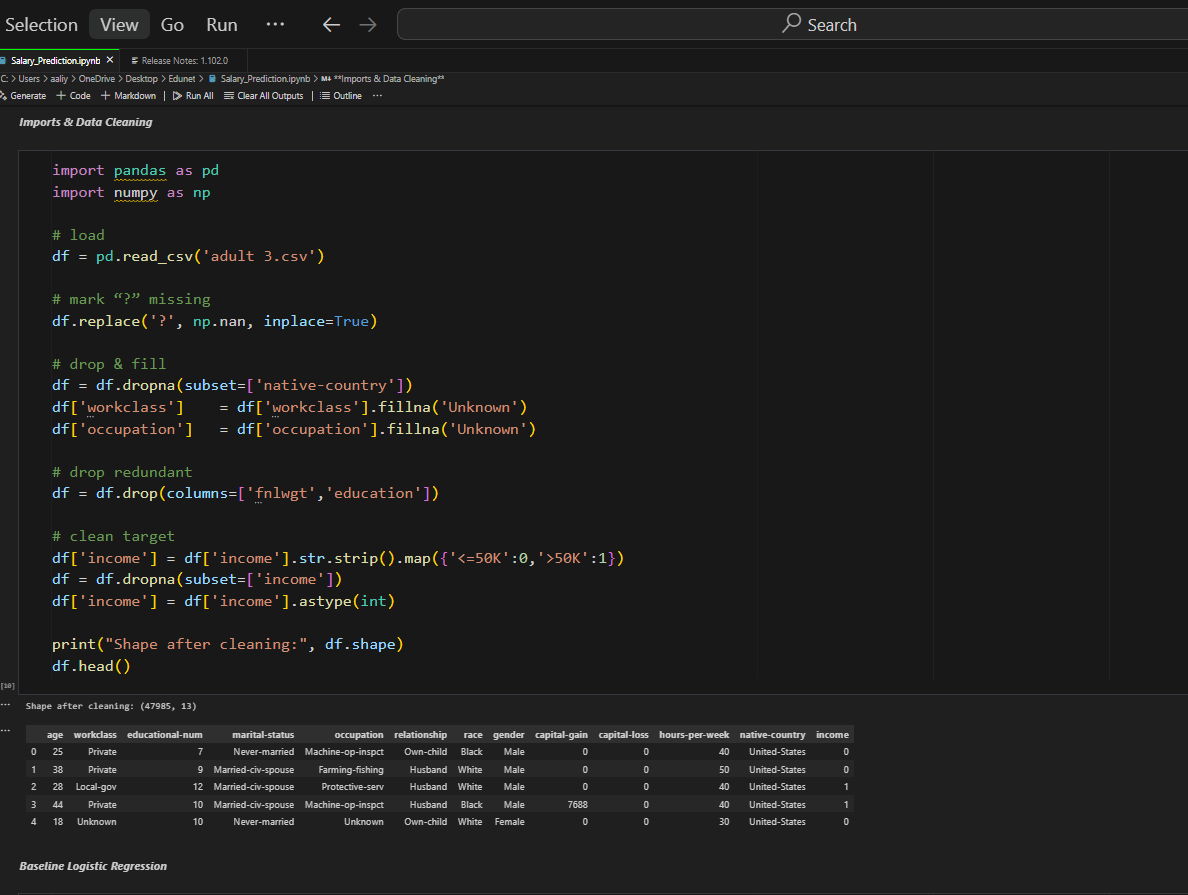 Selection View Go Run ··· ← → Search
Salary_Prediction.ipynb × Release Notes: 1.102.0
C: > Users > aaliy > OneDrive > Desktop > Edunet > Salary_Prediction.ipynb > M↓ **Imports & Data Cleaning**
Generate + Code + Markdown | Run All Clear All Outputs | Outline ···
Imports & Data Cleaning
import pandas as pd
import numpy as np
# load
df = pd.read_csv('adult 3.csv')
# mark “?” missing
df.replace('?', np.nan, inplace=True)
# drop & fill
df = df.dropna(subset=['native-country'])
df['workclass']    = df['workclass'].fillna('Unknown')
df['occupation']   = df['occupation'].fillna('Unknown')
# drop redundant
df = df.drop(columns=['fnlwgt','education'])
# clean target
df['income'] = df['income'].str.strip().map({'<=50K':0,'>50K':1})
df = df.dropna(subset=['income'])
df['income'] = df['income'].astype(int)
print("Shape after cleaning:", df.shape)
df.head()
[10]
··· Shape after cleaning: (47985, 13)
···
age workclass educational-num marital-status occupation relationship race gender capital-gain capital-loss hours-per-week native-country income
0 25 Private 7 Never-married Machine-op-inspct Own-child Black Male 0 0 40 United-States 0
1 38 Private 9 Married-civ-spouse Farming-fishing Husband White Male 0 0 50 United-States 0
2 28 Local-gov 12 Married-civ-spouse Protective-serv Husband White Male 0 0 40 United-States 1
3 44 Private 10 Married-civ-spouse Machine-op-inspct Husband Black Male 7688 0 40 United-States 1
4 18 Unknown 10 Never-married Unknown Own-child White Female 0 0 30 United-States 0
Baseline Logistic Regression